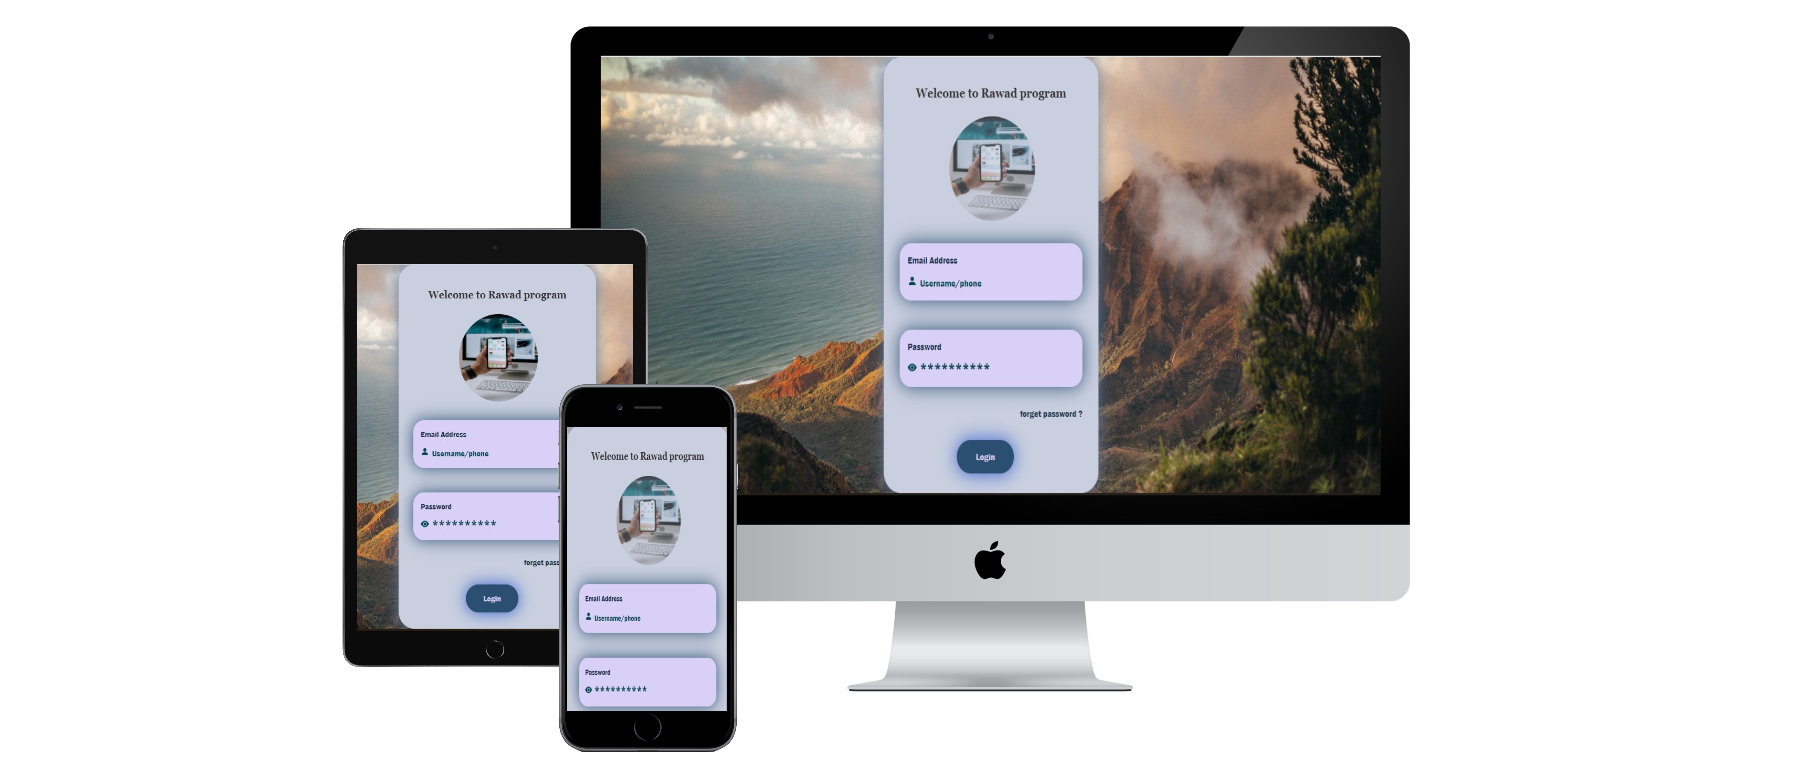 Welcome to Rawad program
Email Address
Username/phone
Password
**********
forget password ?
Login
Welcome to Rawad program
Email Address
Username/phone
Password
**********
forget pass
Login
Welcome to Rawad program
Email Address
Username/phone
Password
**********